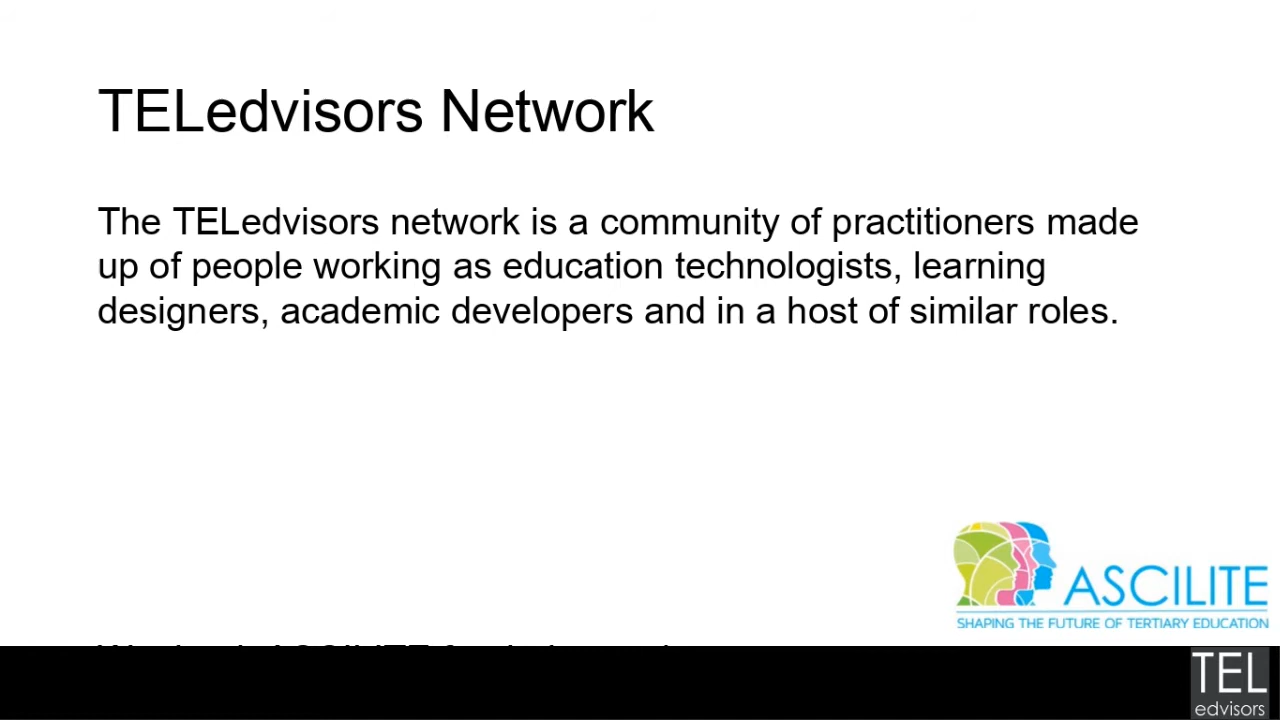 TELedvisors Network
The TELedvisors network is a community of practitioners made
up of people working as education technologists, learning
designers, academic developers and in a host of similar roles.
ASCILITE
SHAPING THE FUTURE OF TERTIARY EDUCATION
ASCILITE
TEL
edvisors